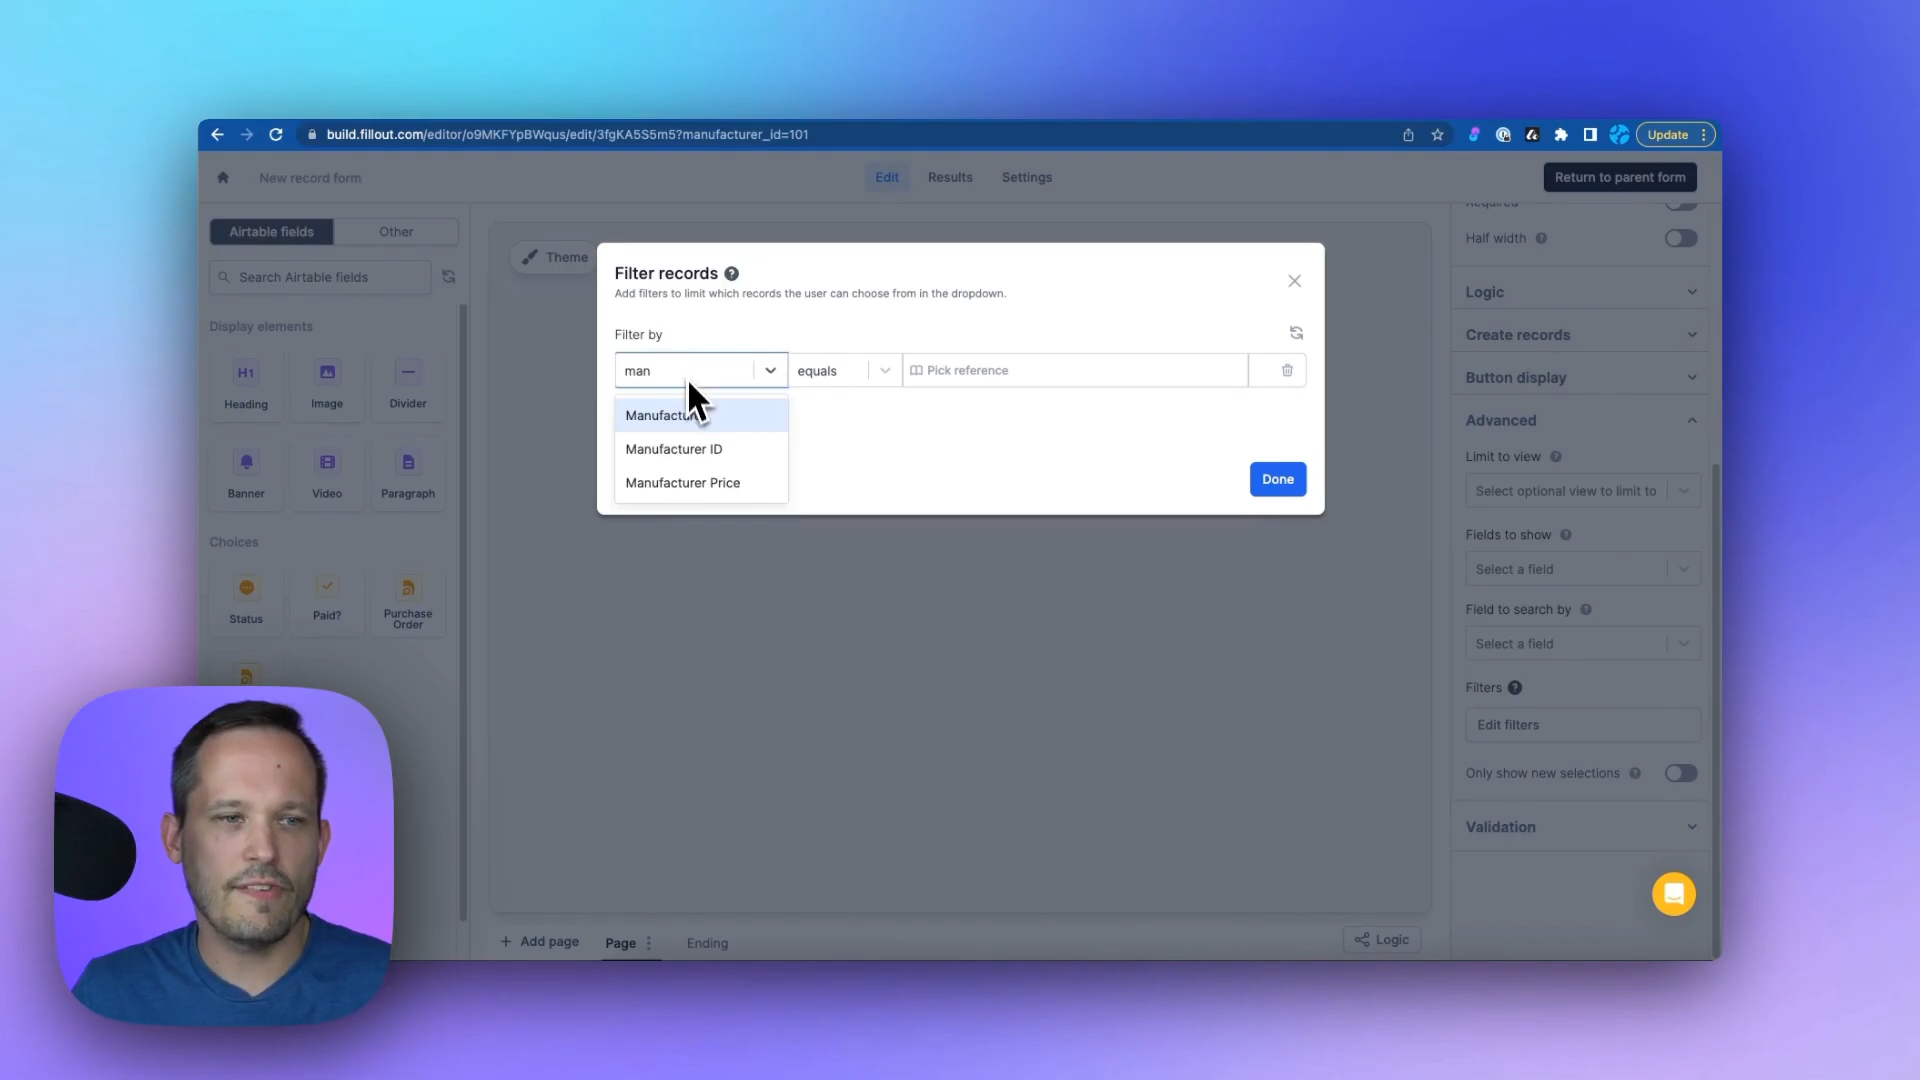 build.fillout.com/editor/o9MKFYpBWqus/edit/3fgKA5S5m5?manufacturer_id=101
Update
New record form
Edit
Results
Settings
Return to parent form
Airtable fields
Other
Search Airtable fields
Display elements
H1
Heading
Image
Divider
Banner
Video
Paragraph
Choices
Status
Paid?
Purchase
Order
Theme
Filter records
Add filters to limit which records the user can choose from in the dropdown.
Filter by
man
equals
Pick reference
Manufacturer
Manufacturer ID
Manufacturer Price
Done
Required
Half width
Logic
Create records
Button display
Advanced
Limit to view
Select optional view to limit to
Fields to show
Select a field
Field to search by
Select a field
Filters
Edit filters
Only show new selections
Validation
Add page
Page
Ending
Logic